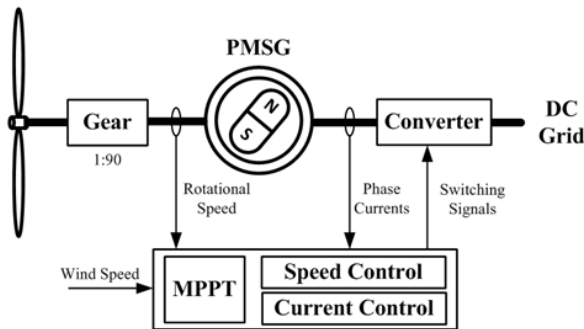 PMSG
Gear
1:90
N
S
Converter
DC
Grid
Rotational
Speed
Phase
Currents
Switching
Signals
Wind Speed
MPPT
Speed Control
Current Control